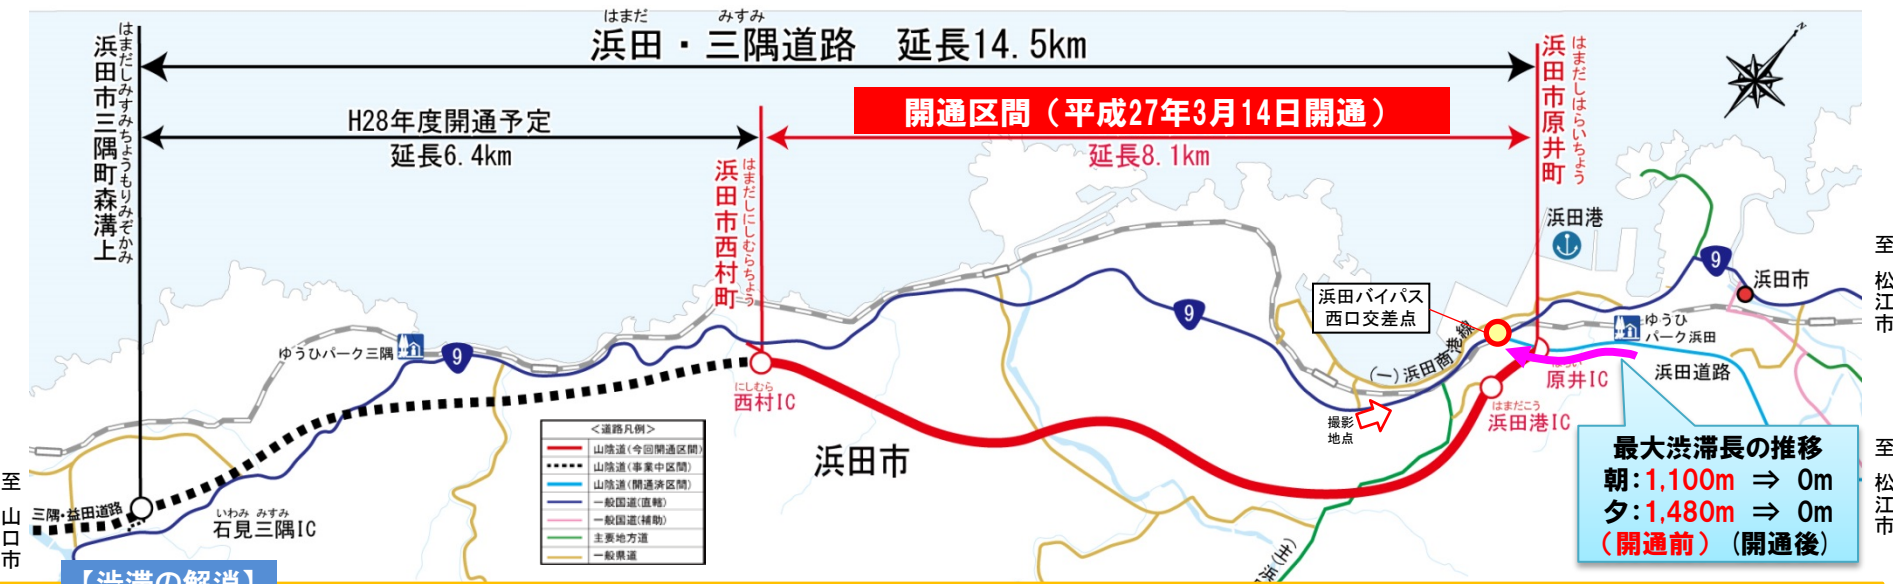 はまだ みすみ
浜田・三隅道路 延長14.5km
はまだしみすみちょうもりみぞかみ
浜田市三隅町森溝上
H28年度開通予定
延長6.4km
開通区間（平成27年3月14日開通）
延長8.1km
はまだしにしむらちょう
浜田市西村町
はまだしはらいちょう
浜田市原井町
浜田港
9
浜田市
至 松江市
浜田バイパス
西口交差点
9
ゆうひ
パーク浜田
ゆうひパーク三隅
9
(一)浜田商港線
浜田道路
原井IC
にしむら
西村IC
はまだこう
浜田港IC
撮影
地点
浜田市
＜道路凡例＞
山陰道(今回開通区間)
山陰道(事業中区間)
山陰道(開通済区間)
一般国道(直轄)
一般国道(補助)
主要地方道
一般県道
最大渋滞長の推移
朝：1,100m ⇒ 0m
夕：1,480m ⇒ 0m
（開通前） (開通後)
至 松江市
至 山口市
三隅・益田道路
いわみ みすみ
石見三隅IC
(主)浜
【渋滞の解消】